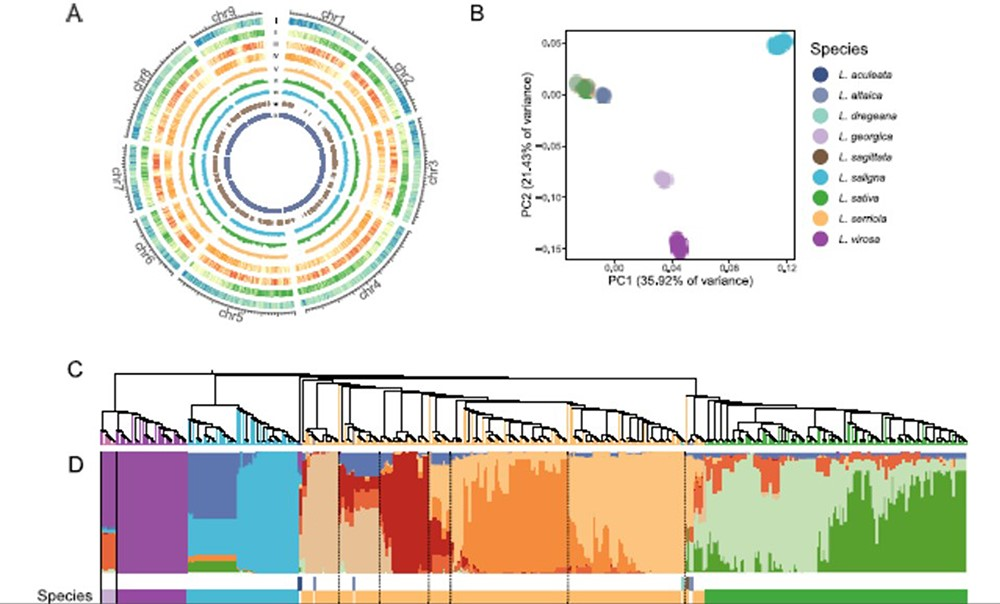 A
chr9
chr1
chr8
chr2
chr7
chr3
chr6
chr4
chr5
B
PC2 (21.43% of variance)
0.05
0.00
−0.05
−0.10
−0.15
0.00
0.04
0.08
0.12
PC1 (35.92% of variance)
Species
L. aculeata
L. altaica
L. dregeana
L. georgica
L. sagittata
L. saligna
L. sativa
L. serriola
L. virosa
C
D
Species